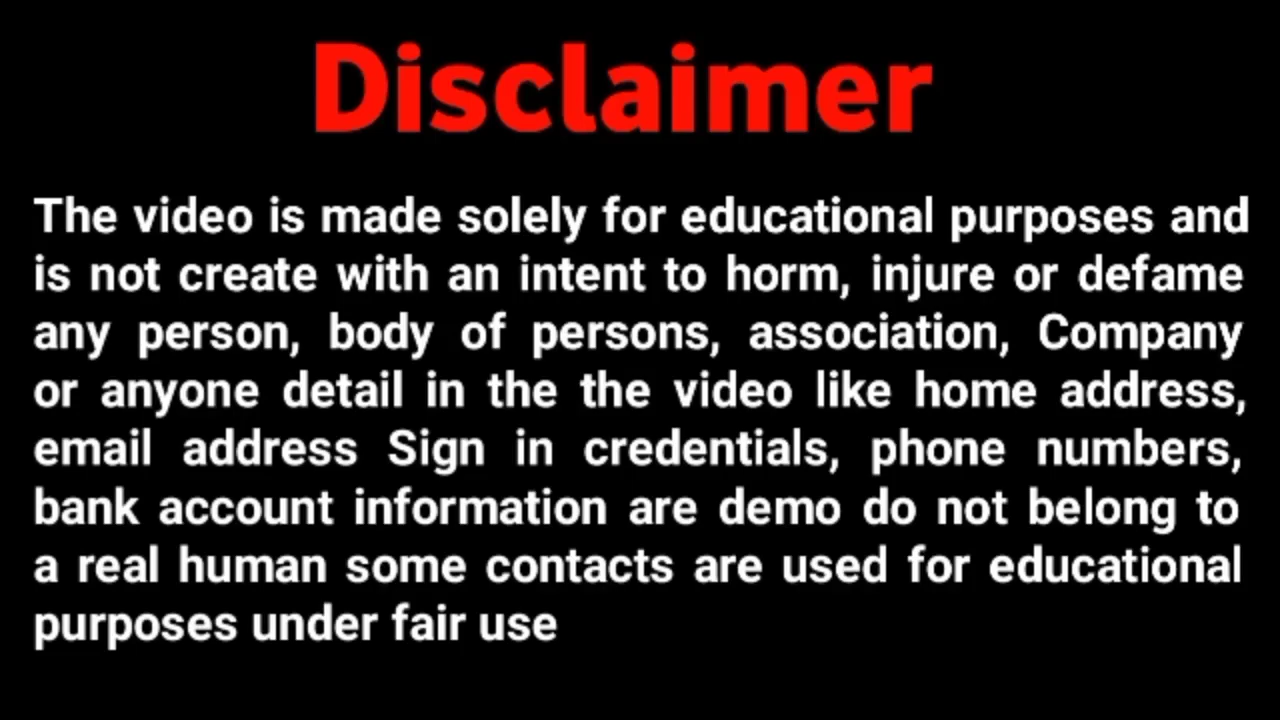 Disclaimer
The video is made solely for educational purposes and
is not create with an intent to horm, injure or defame
any person, body of persons, association, Company
or anyone detail in the the video like home address,
email address Sign in credentials, phone numbers,
bank account information are demo do not belong to
a real human some contacts are used for educational
purposes under fair use